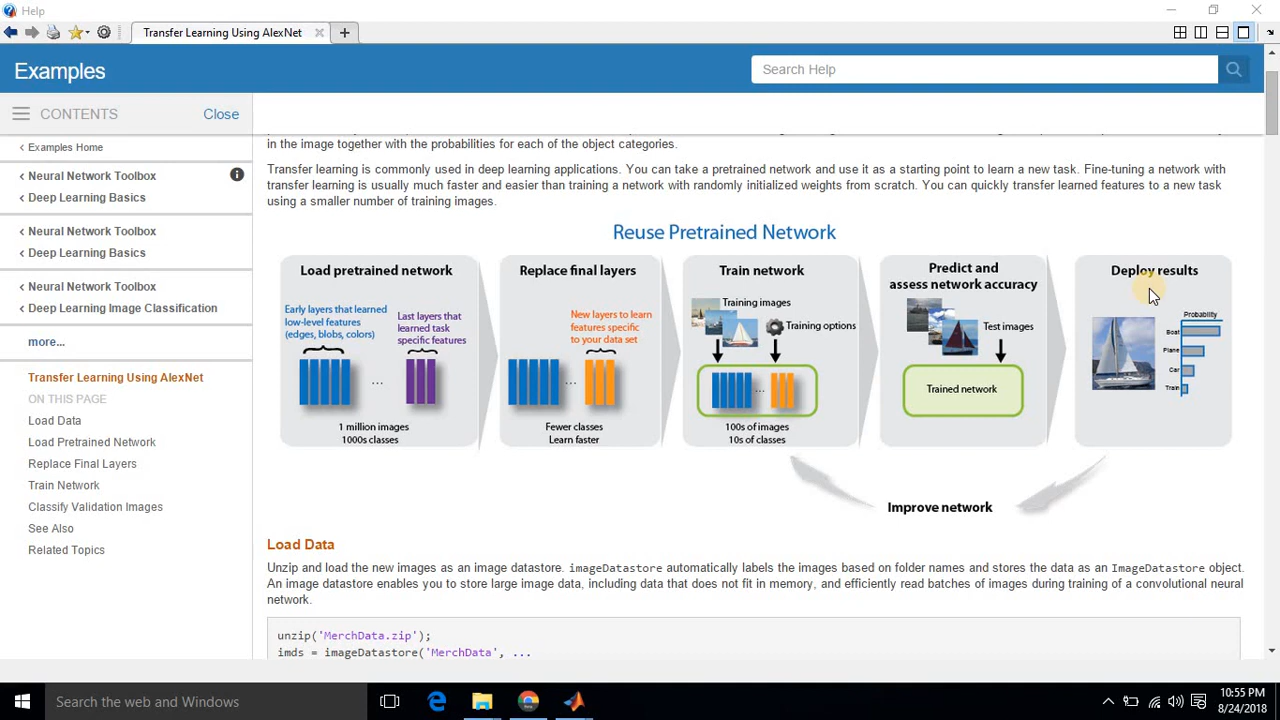 Help
Transfer Learning Using AlexNet
Examples
Search Help
CONTENTS
Close
Examples Home
Neural Network Toolbox
Deep Learning Basics
Neural Network Toolbox
Deep Learning Basics
Neural Network Toolbox
Deep Learning Image Classification
more...
Transfer Learning Using AlexNet
ON THIS PAGE
Load Data
Load Pretrained Network
Replace Final Layers
Train Network
Classify Validation Images
See Also
Related Topics
in the image together with the probabilities for each of the object categories.
Transfer learning is commonly used in deep learning applications. You can take a pretrained network and use it as a starting point to learn a new task. Fine-tuning a network with
transfer learning is usually much faster and easier than training a network with randomly initialized weights from scratch. You can quickly transfer learned features to a new task
using a smaller number of training images.
Reuse Pretrained Network
Load pretrained network
Early layers that learned
low-level features
(edges, blobs, colors)
Last layers that
learned task
specific features
...
1 million images
1000s classes
Replace final layers
New layers to learn
features specific
to your data set
...
Fewer classes
Learn faster
Train network
Training images
Training options
...
100s of images
10s of classes
Predict and
assess network accuracy
Test images
Trained network
Deploy results
Probability
Boat
Plane
Car
Train
Improve network
Load Data
Unzip and load the new images as an image datastore. imageDatastore automatically labels the images based on folder names and stores the data as an ImageDatastore object.
An image datastore enables you to store large image data, including data that does not fit in memory, and efficiently read batches of images during training of a convolutional neural
network.
unzip('MerchData.zip');
imds = imageDatastore('MerchData', ...
Search the web and Windows
10:55 PM
8/24/2018